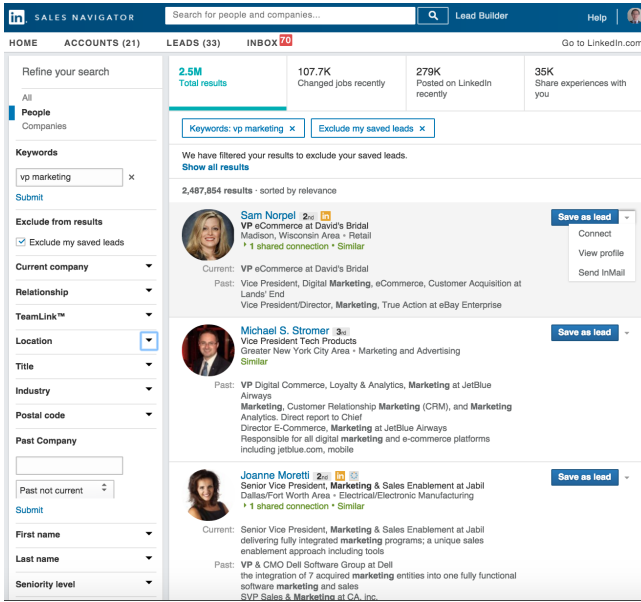 in. SALES NAVIGATOR
Search for people and companies...
Lead Builder
Help
HOME ACCOUNTS (21) LEADS (33) INBOX 70
Go to LinkedIn.com
Refine your search
All
People
Companies
Keywords
vp marketing ×
Submit
Exclude from results
Exclude my saved leads
Current company
Relationship
TeamLink™
Location
Title
Industry
Postal code
Past Company
Past not current
Submit
First name
Last name
Seniority level
2.5M
Total results
107.7K
Changed jobs recently
279K
Posted on LinkedIn
recently
35K
Share experiences with
you
Keywords: vp marketing ×
Exclude my saved leads ×
We have filtered your results to exclude your saved leads.
Show all results
2,487,854 results · sorted by relevance
Sam Norpel 2nd in
VP eCommerce at David's Bridal
Madison, Wisconsin Area • Retail
1 shared connection • Similar
Current: VP eCommerce at David's Bridal
Past: Vice President, Digital Marketing, eCommerce, Customer Acquisition at
Lands' End
Vice President/Director, Marketing, True Action at eBay Enterprise
Save as lead
Connect
View profile
Send InMail
Michael S. Stromer 3rd
Vice President Tech Products
Greater New York City Area • Marketing and Advertising
Similar
Past: VP Digital Commerce, Loyalty & Analytics, Marketing at JetBlue
Airways
Marketing, Customer Relationship Marketing (CRM), and Marketing
Analytics. Direct report to Chief
Director E-Commerce, Marketing at JetBlue Airways
Responsible for all digital marketing and e-commerce platforms
including jetblue.com, mobile
Save as lead
Joanne Moretti 2nd in
Senior Vice President, Marketing & Sales Enablement at Jabil
Dallas/Fort Worth Area • Electrical/Electronic Manufacturing
1 shared connection • Similar
Current: Senior Vice President, Marketing & Sales Enablement at Jabil
delivering fully integrated marketing programs; a unique sales
enablement approach including tools
Past: VP & CMO Dell Software Group at Dell
the integration of 7 acquired marketing entities into one fully functional
software marketing and sales
SVP Sales & Marketing at CA, inc.
Save as lead